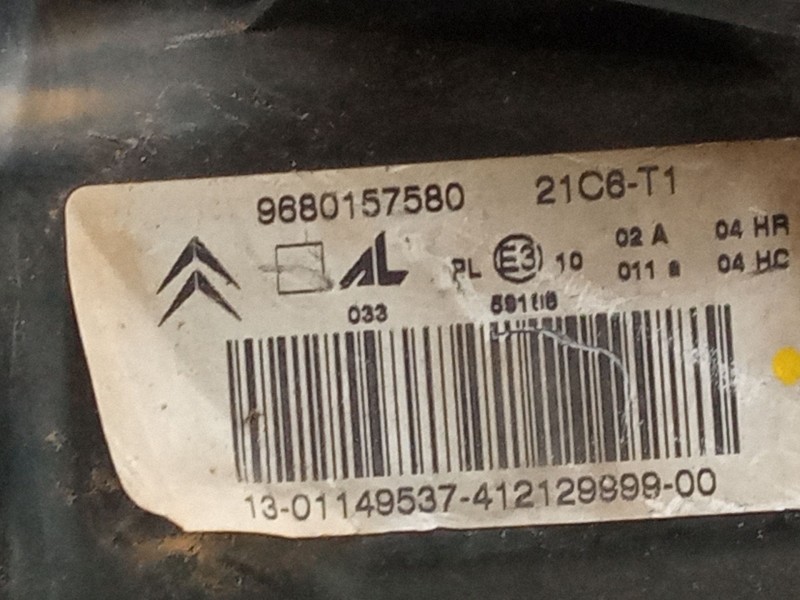 9680157580 21C6-T1
AL PL E3 10 02 A 04 HR
011 04 HC
033
13-01149537-412129899-00